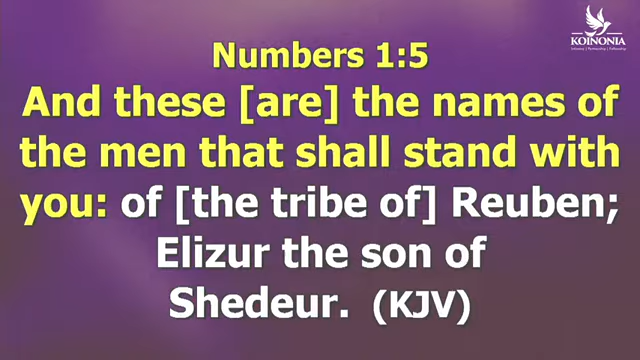 KOINONIA
Numbers 1:5
And these [are] the names of
the men that shall stand with
you: of [the tribe of] Reuben;
Elizur the son of
Shedeur. (KJV)